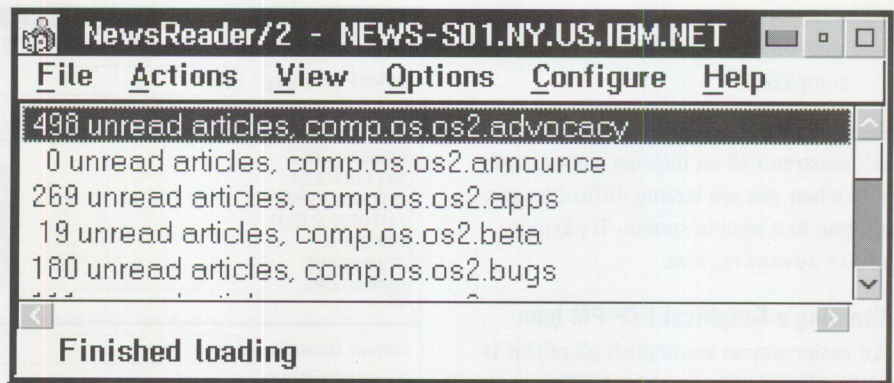 NewsReader/2 - NEWS-S01.NY.US.IBM.NET
File Actions View Options Configure Help
498 unread articles, comp.os.os2.advocacy
0 unread articles, comp.os.os2.announce
269 unread articles, comp.os.os2.apps
19 unread articles, comp.os.os2.beta
160 unread articles, comp.os.os2.bugs
Finished loading